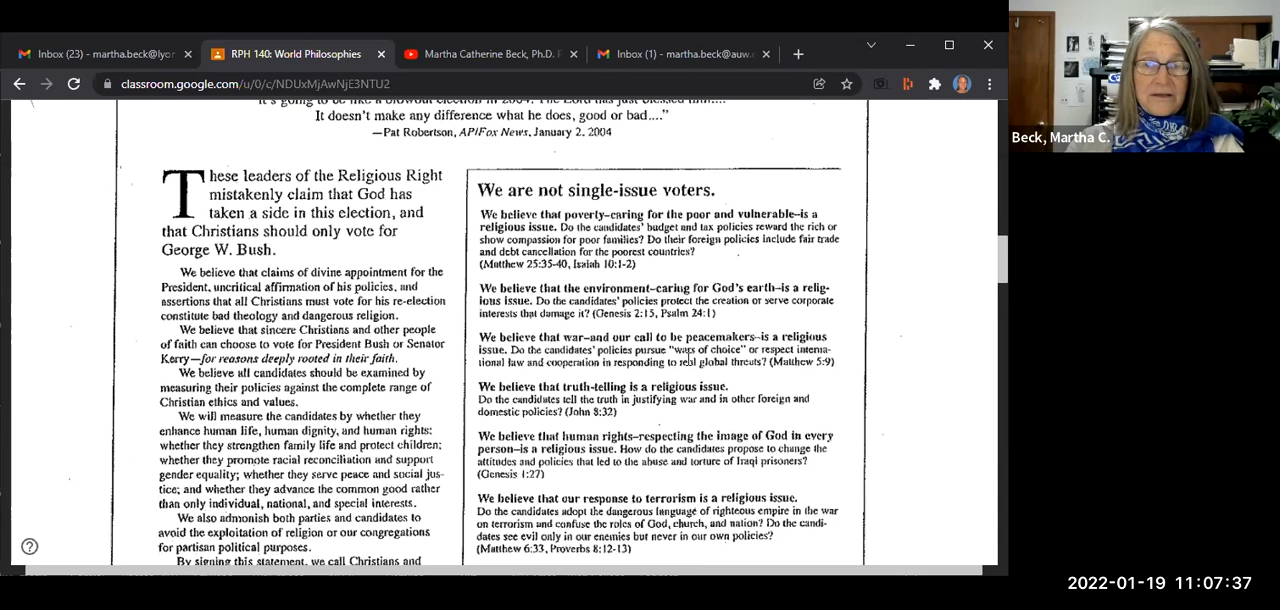 Inbox (23) - martha.beck@lyor
RPH 140: World Philosophies
Martha Catherine Beck, Ph.D. F
Inbox (1) - martha.beck@auw.e
classroom.google.com/u/0/c/NDUxMjAwNjE3NTU2
Beck, Martha C.
It's going to be like a blowout election in 2004. The Lord has just blessed him....
It doesn't make any difference what he does, good or bad...."
—Pat Robertson, AP/Fox News, January 2, 2004
These leaders of the Religious Right
mistakenly claim that God has
taken a side in this election, and
that Christians should only vote for
George W. Bush.
We believe that claims of divine appointment for the
President, uncritical affirmation of his policies, and
assertions that all Christians must vote for his re-election
constitute bad theology and dangerous religion.
We believe that sincere Christians and other people
of faith can choose to vote for President Bush or Senator
Kerry—for reasons deeply rooted in their faith.
We believe all candidates should be examined by
measuring their policies against the complete range of
Christian ethics and values.
We will measure the candidates by whether they
enhance human life, human dignity, and human rights;
whether they strengthen family life and protect children;
whether they promote racial reconciliation and support
gender equality; whether they serve peace and social jus-
tice; and whether they advance the common good rather
than only individual, national, and special interests.
We also admonish both parties and candidates to
avoid the exploitation of religion or our congregations
for partisan political purposes.
By signing this statement, we call Christians and
We are not single-issue voters.
We believe that poverty–caring for the poor and vulnerable–is a
religious issue. Do the candidates' budget and tax policies reward the rich or
show compassion for poor families? Do their foreign policies include fair trade
and debt cancellation for the poorest countries?
(Matthew 25:35-40, Isaiah 10:1-2)
We believe that the environment–caring for God's earth–is a relig-
ious issue. Do the candidates' policies protect the creation or serve corporate
interests that damage it? (Genesis 2:15, Psalm 24:1)
We believe that war–and our call to be peacemakers–is a religious
issue. Do the candidates' policies pursue "wars of choice" or respect interna-
tional law and cooperation in responding to real global threats? (Matthew 5:9)
We believe that truth-telling is a religious issue.
Do the candidates tell the truth in justifying war and in other foreign and
domestic policies? (John 8:32)
We believe that human rights–respecting the image of God in every
person–is a religious issue. How do the candidates propose to change the
attitudes and policies that led to the abuse and torture of Iraqi prisoners?
(Genesis 1:27)
We believe that our response to terrorism is a religious issue.
Do the candidates adopt the dangerous language of righteous empire in the war
on terrorism and confuse the roles of God, church, and nation? Do the candi-
dates see evil only in our enemies but never in our own policies?
(Matthew 6:33, Proverbs 8:12-13)
2022-01-19 11:07:37